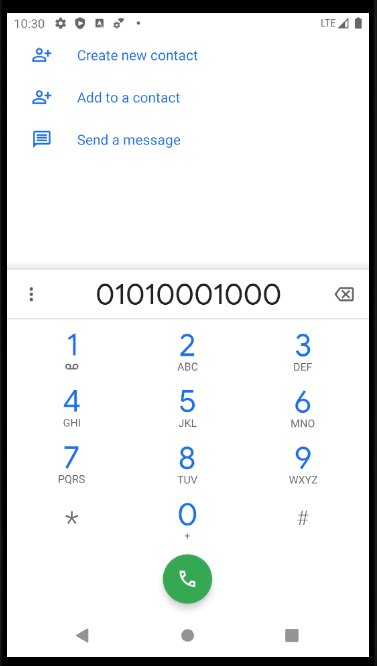 10:30 LTE
Create new contact
Add to a contact
Send a message
01010001000
1 2 3
ABC DEF
4 5 6
GHI JKL MNO
7 8 9
PQRS TUV WXYZ
* 0 #
+